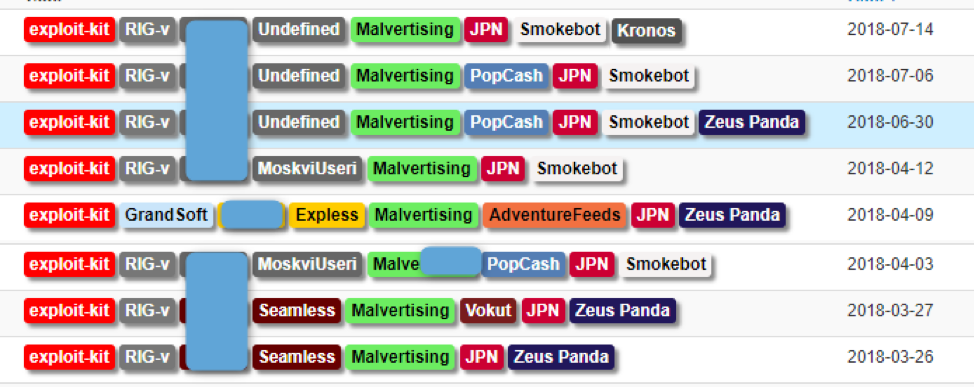 exploit-kit RIG-v Undefined Malvertising JPN Smokebot Kronos 2018-07-14
exploit-kit RIG-v Undefined Malvertising PopCash JPN Smokebot 2018-07-06
exploit-kit RIG-v Undefined Malvertising PopCash JPN Smokebot Zeus Panda 2018-06-30
exploit-kit RIG-v MoskviUseri Malvertising JPN Smokebot 2018-04-12
exploit-kit GrandSoft Expless Malvertising AdventureFeeds JPN Zeus Panda 2018-04-09
exploit-kit RIG-v MoskviUseri Malve PopCash JPN Smokebot 2018-04-03
exploit-kit RIG-v Seamless Malvertising Vokut JPN Zeus Panda 2018-03-27
exploit-kit RIG-v Seamless Malvertising JPN Zeus Panda 2018-03-26